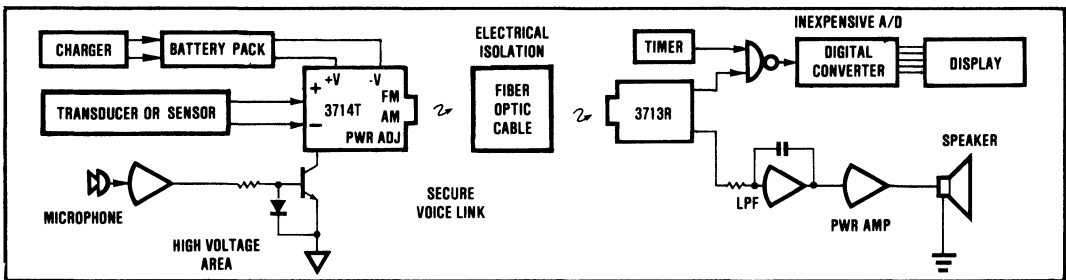 CHARGER
BATTERY PACK
+V
-V
+
−
3714T
FM
AM
PWR ADJ
TRANSDUCER OR SENSOR
MICROPHONE
HIGH VOLTAGE
AREA
ELECTRICAL
ISOLATION
FIBER
OPTIC
CABLE
SECURE
VOICE LINK
TIMER
3713R
INEXPENSIVE A/D
DIGITAL
CONVERTER
DISPLAY
LPF
PWR AMP
SPEAKER